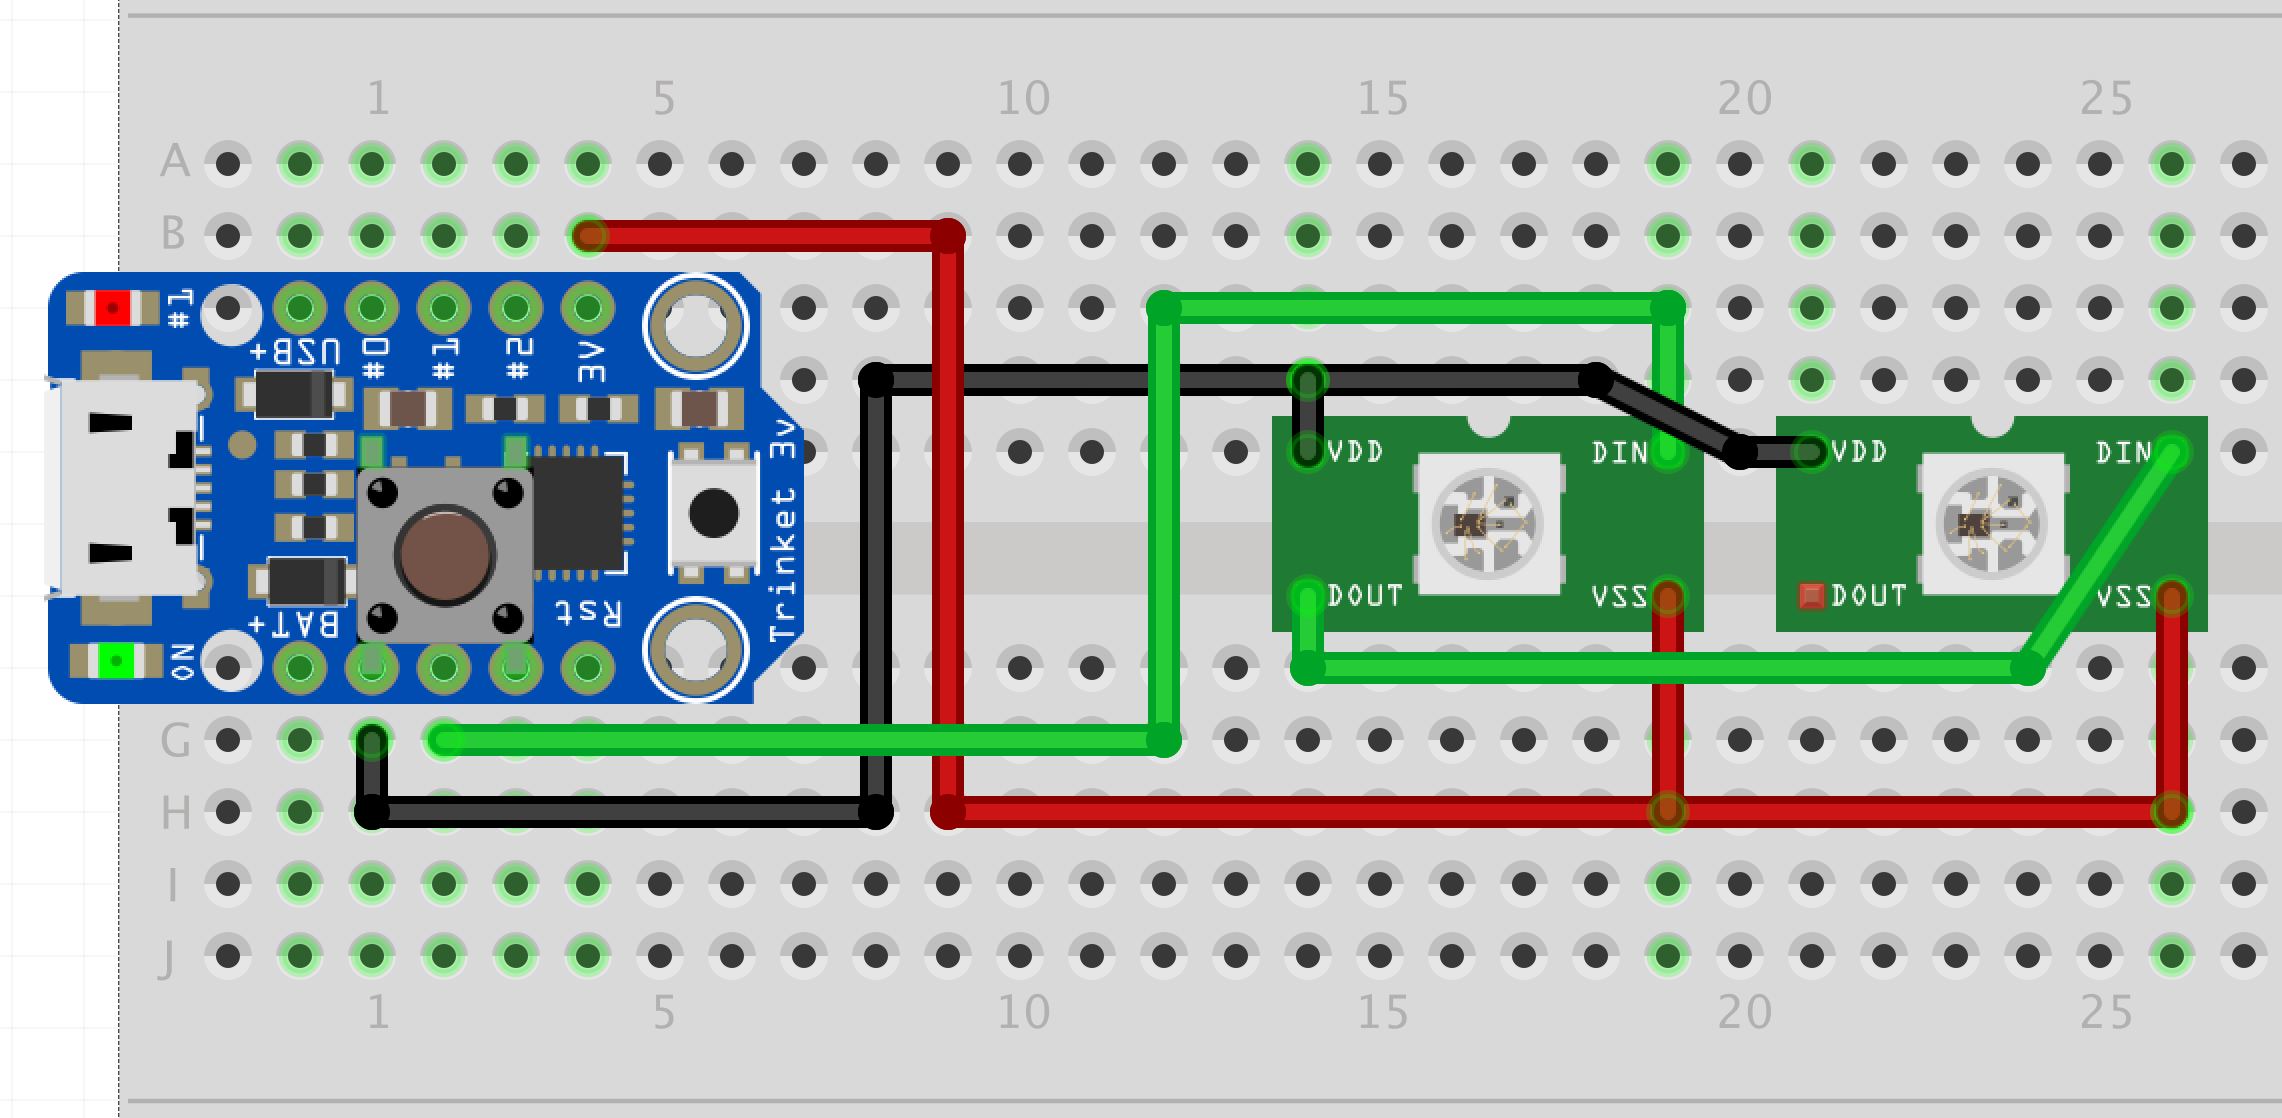 1 5 10 15 20 25
A
B
#1
USB+ #0 #1 #2 3V
Trinket 3v
VDD DIN
VDD DIN
DOUT VSS
DOUT VSS
BAT+ Rst
ON
G
H
I
J
1 5 10 15 20 25